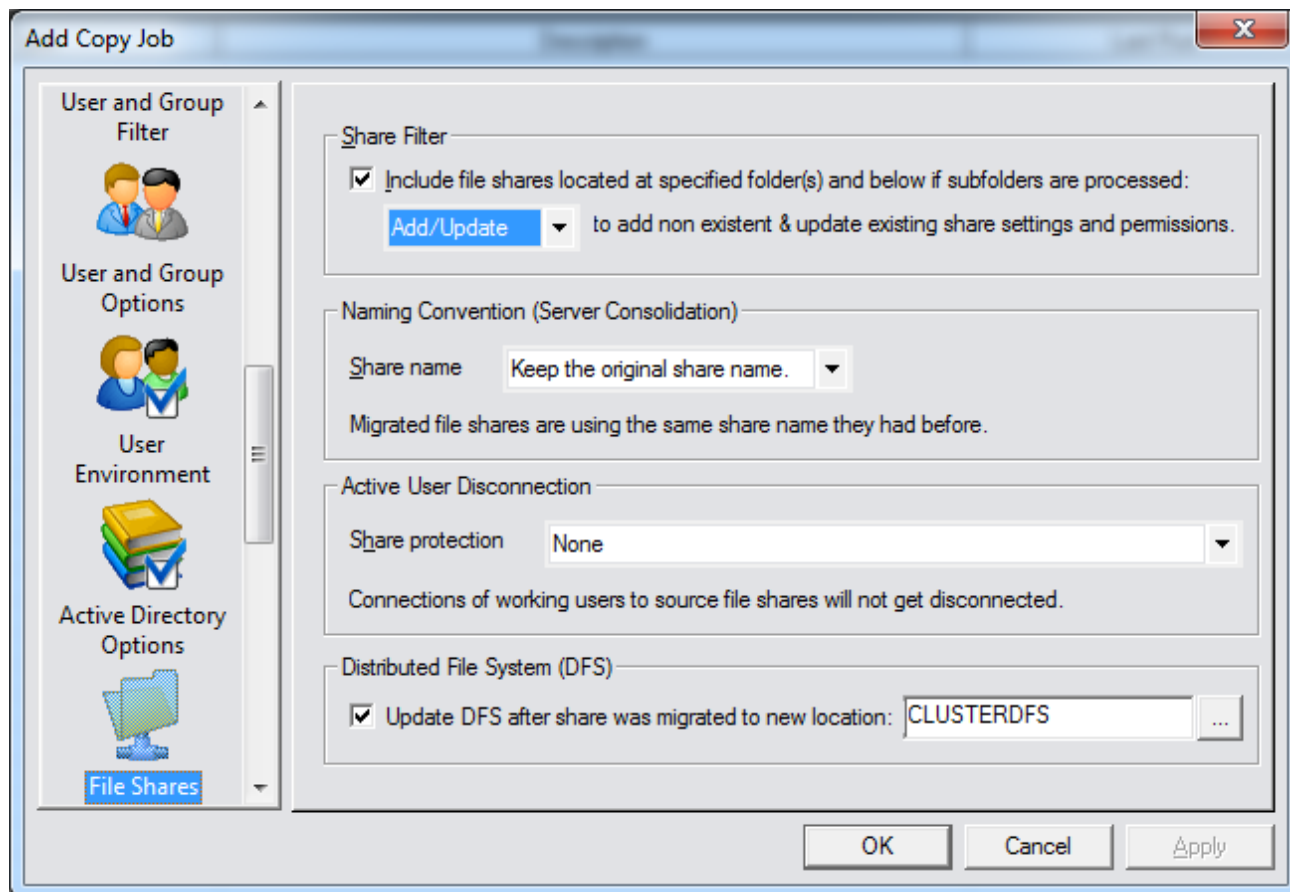 Add Copy Job
Description
User and Group
Filter
User and Group
Options
User
Environment
Active Directory
Options
File Shares
Share Filter
Include file shares located at specified folder(s) and below if subfolders are processed:
Add/Update to add non existent & update existing share settings and permissions.
Naming Convention (Server Consolidation)
Share name Keep the original share name.
Migrated file shares are using the same share name they had before.
Active User Disconnection
Share protection None
Connections of working users to source file shares will not get disconnected.
Distributed File System (DFS)
Update DFS after share was migrated to new location: CLUSTERDFS ...
OK Cancel Apply